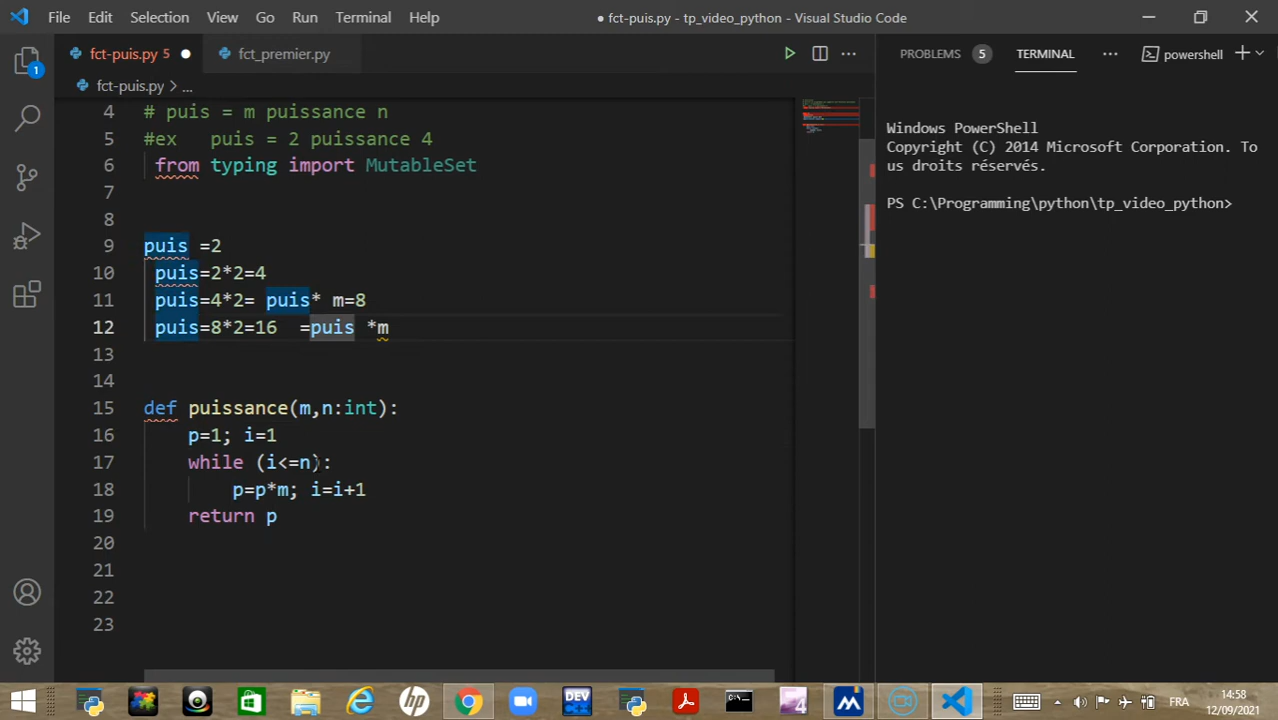 File Edit Selection View Go Run Terminal Help
● fct-puis.py - tp_video_python - Visual Studio Code
fct-puis.py 5 ●
fct_premier.py
PROBLEMS 5 TERMINAL ··· powershell
1
fct-puis.py > ...
4 # puis = m puissance n
5 #ex puis = 2 puissance 4
6 from typing import MutableSet
7
8
9 puis =2
10 puis=2*2=4
11 puis=4*2= puis* m=8
12 puis=8*2=16 =puis *m
13
14
15 def puissance(m,n:int):
16 p=1; i=1
17 while (i<=n):
18 p=p*m; i=i+1
19 return p
20
21
22
23
Windows PowerShell
Copyright (C) 2014 Microsoft Corporation. To
us droits réservés.
PS C:\Programming\python\tp_video_python>
hp
DEV
4
FRA
14:58
12/09/2021